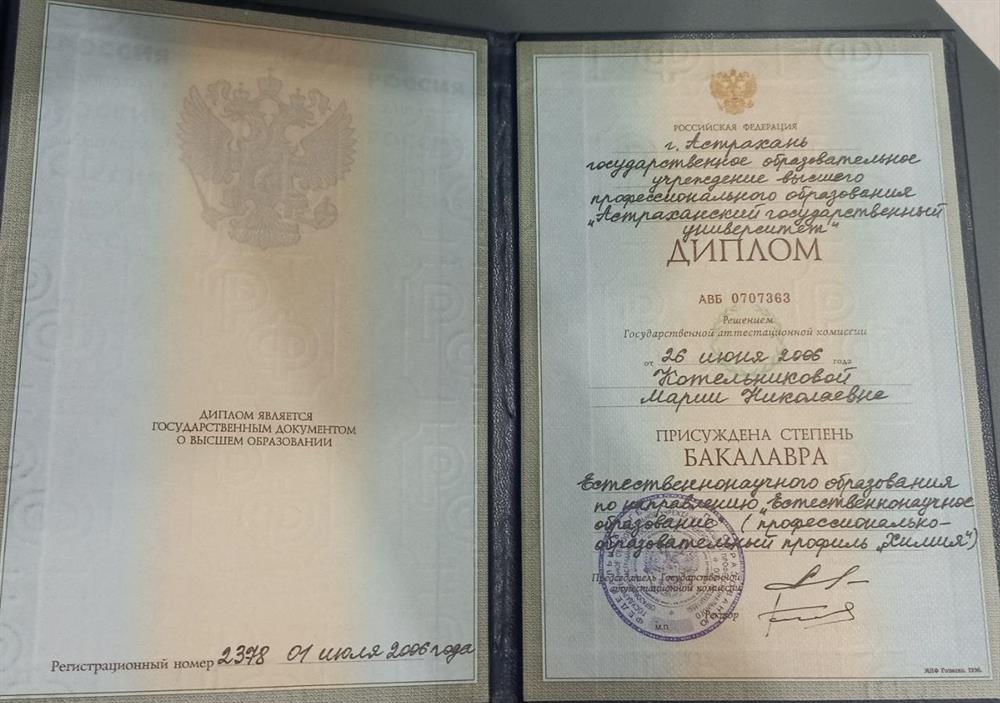 ДИПЛОМ ЯВЛЯЕТСЯ
ГОСУДАРСТВЕННЫМ ДОКУМЕНТОМ
О ВЫСШЕМ ОБРАЗОВАНИИ
Регистрационный номер 2378 01 июля 2006 года
РОССИЙСКАЯ ФЕДЕРАЦИЯ
г. Астрахань
государственное образовательное
учреждение высшего
профессионального образования
"Астраханский государственный
университет"
ДИПЛОМ
АВБ 0707363
Решением
Государственной аттестационной комиссии
от 26 июня 2006 года
Котельниковой
Марии Николаевне
ПРИСУЖДЕНА СТЕПЕНЬ
БАКАЛАВРА
Естественнонаучного образования
по направлению „Естественнонаучное
образование (профессионально-
образовательный профиль „Химия")
Председатель Государственной
аттестационной комиссии
Ректор
М.П.